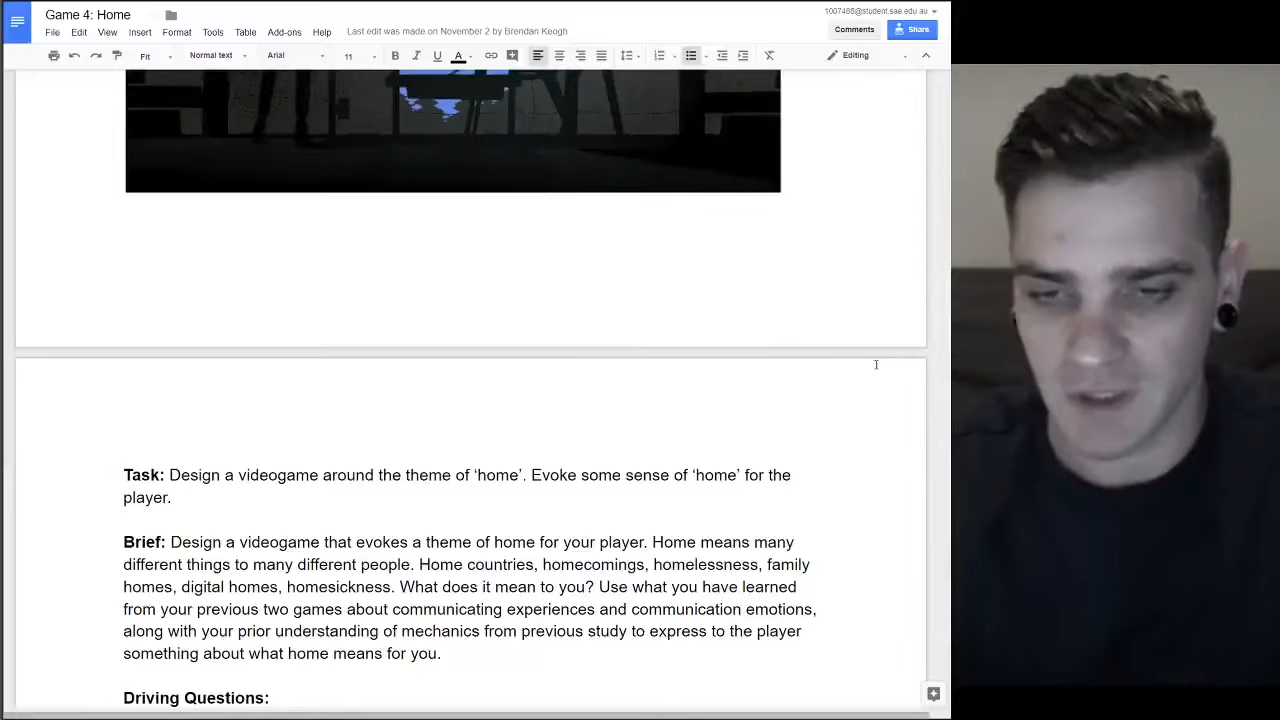 Game 4: Home
1007488@student.sae.edu.au
File Edit View Insert Format Tools Table Add-ons Help
Last edit was made on November 2 by Brendan Keogh
Comments
Share
Fit
Normal text
Arial
11
B I U A
Editing
Task: Design a videogame around the theme of ‘home’. Evoke some sense of ‘home’ for the
player.
Brief: Design a videogame that evokes a theme of home for your player. Home means many
different things to many different people. Home countries, homecomings, homelessness, family
homes, digital homes, homesickness. What does it mean to you? Use what you have learned
from your previous two games about communicating experiences and communication emotions,
along with your prior understanding of mechanics from previous study to express to the player
something about what home means for you.
Driving Questions: